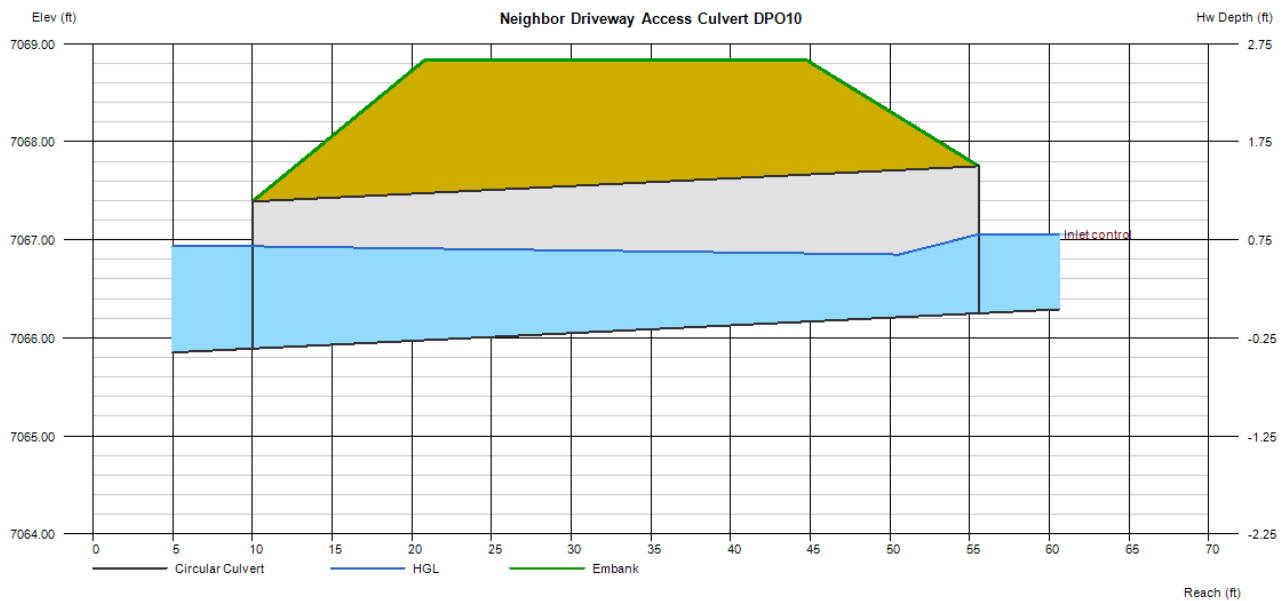 Elev (ft) Neighbor Driveway Access Culvert DPO10 Hw Depth (ft)
7069.00 2.75
7068.00 1.75
7067.00 0.75
Inlet control
7066.00 -0.25
7065.00 -1.25
7064.00 -2.25
0 5 10 15 20 25 30 35 40 45 50 55 60 65 70
Circular Culvert HGL Embank
Reach (ft)